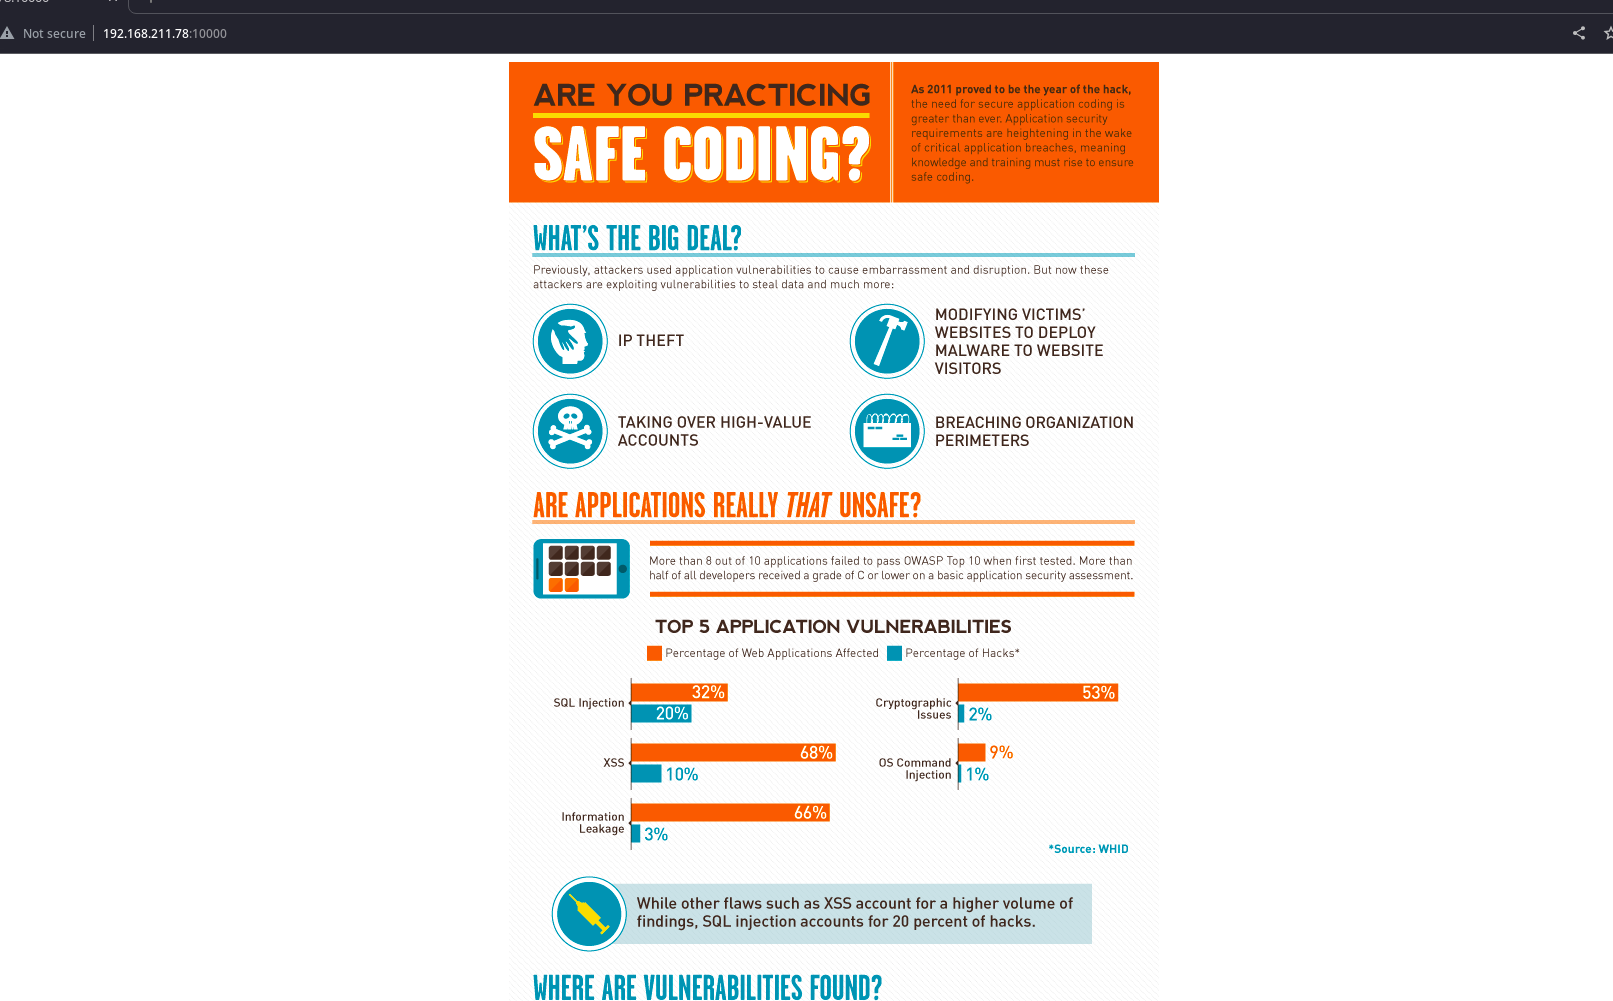 Not secure
192.168.211.78:10000
ARE YOU PRACTICING
SAFE CODING?
As 2011 proved to be the year of the hack,
the need for secure application coding is
greater than ever. Application security
requirements are heightening in the wake
of critical application breaches, meaning
knowledge and training must rise to ensure
safe coding.
WHAT'S THE BIG DEAL?
Previously, attackers used application vulnerabilities to cause embarrassment and disruption. But now these
attackers are exploiting vulnerabilities to steal data and much more:
IP THEFT
MODIFYING VICTIMS'
WEBSITES TO DEPLOY
MALWARE TO WEBSITE
VISITORS
TAKING OVER HIGH-VALUE
ACCOUNTS
BREACHING ORGANIZATION
PERIMETERS
ARE APPLICATIONS REALLY THAT UNSAFE?
More than 8 out of 10 applications failed to pass OWASP Top 10 when first tested. More than
half of all developers received a grade of C or lower on a basic application security assessment.
TOP 5 APPLICATION VULNERABILITIES
Percentage of Web Applications Affected
Percentage of Hacks*
SQL Injection
32%
20%
XSS
68%
10%
Information
Leakage
66%
3%
Cryptographic
Issues
53%
2%
OS Command
Injection
9%
1%
*Source: WHID
While other flaws such as XSS account for a higher volume of
findings, SQL injection accounts for 20 percent of hacks.
WHERE ARE VULNERABILITIES FOUND?